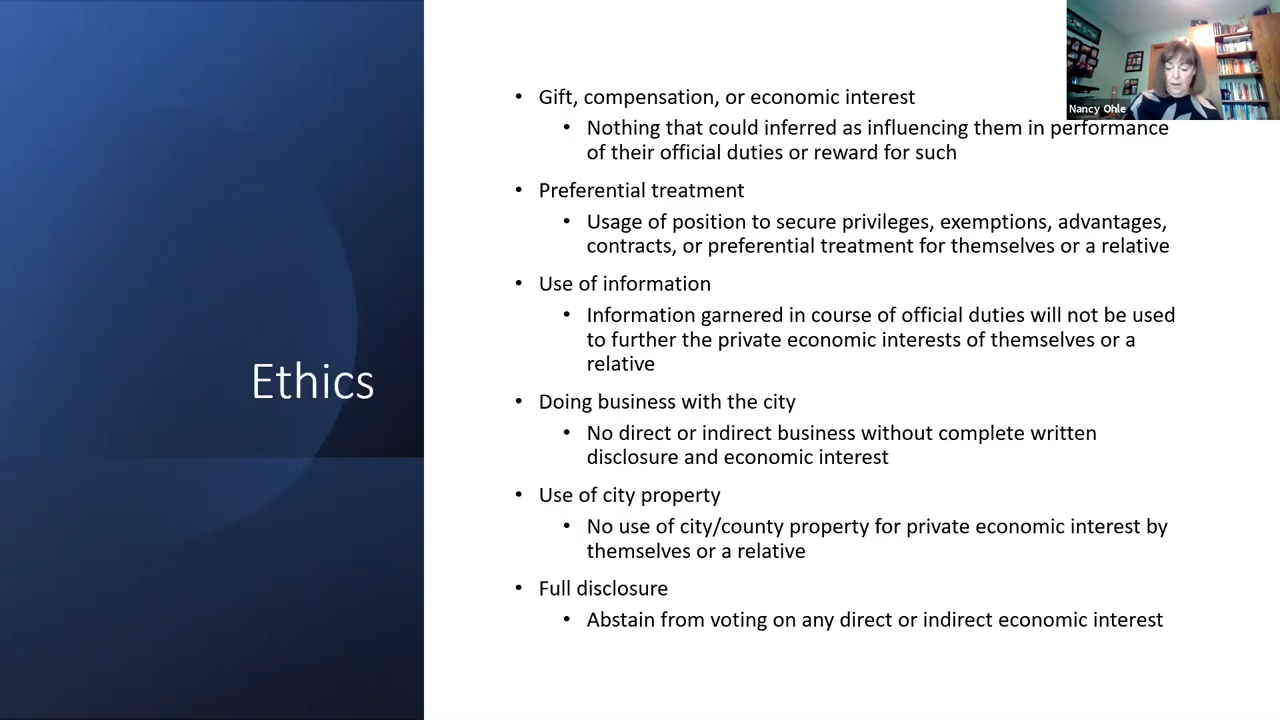 Ethics
• Gift, compensation, or economic interest
• Nothing that could inferred as influencing them in performance
of their official duties or reward for such
• Preferential treatment
• Usage of position to secure privileges, exemptions, advantages,
contracts, or preferential treatment for themselves or a relative
• Use of information
• Information garnered in course of official duties will not be used
to further the private economic interests of themselves or a
relative
• Doing business with the city
• No direct or indirect business without complete written
disclosure and economic interest
• Use of city property
• No use of city/county property for private economic interest by
themselves or a relative
• Full disclosure
• Abstain from voting on any direct or indirect economic interest
Nancy Ohle